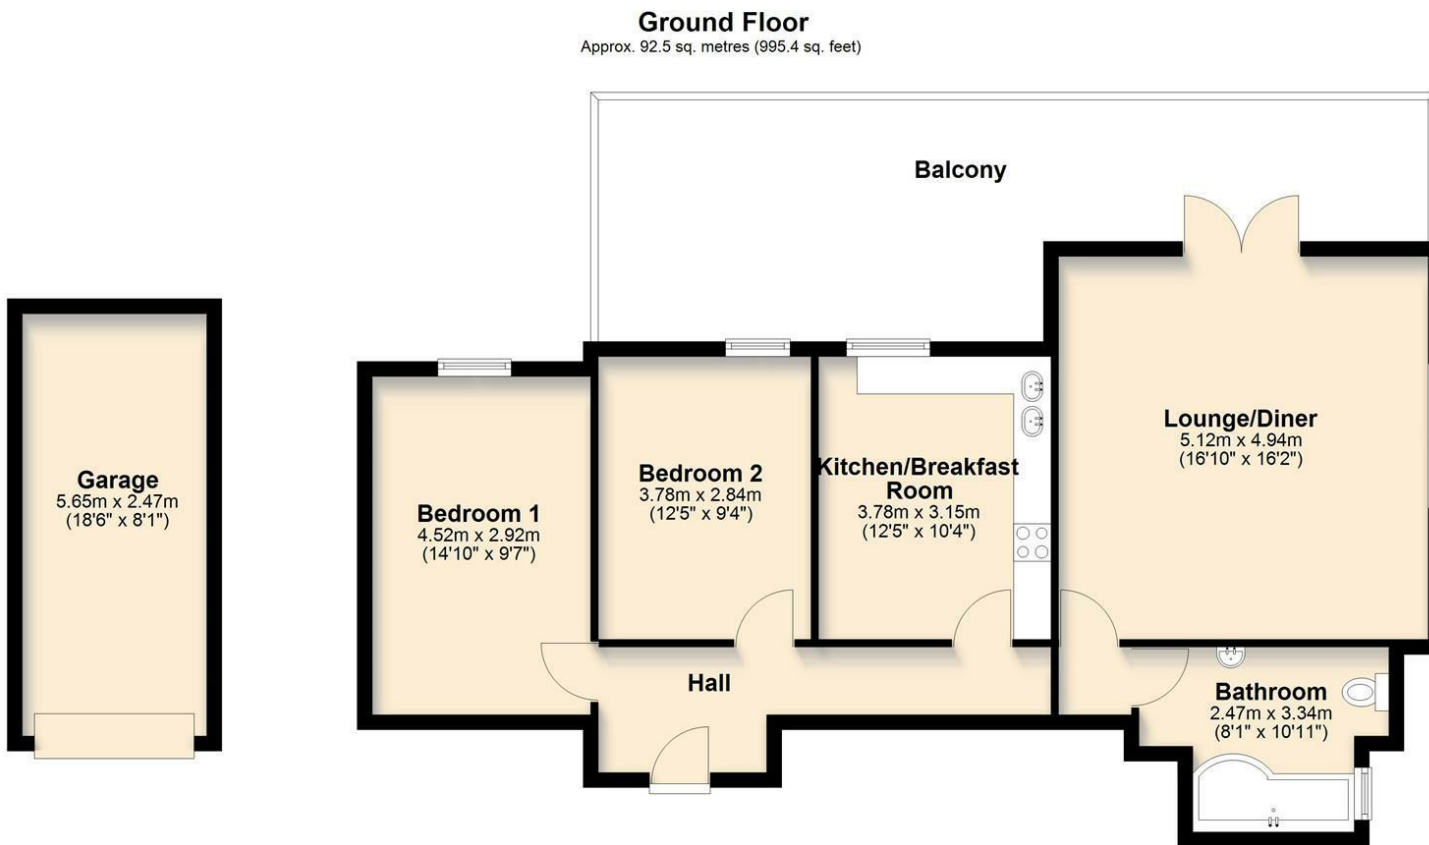 Ground Floor
Approx. 92.5 sq. metres (995.4 sq. feet)
Balcony
Garage
5.65m x 2.47m
(18'6" x 8'1")
Bedroom 1
4.52m x 2.92m
(14'10" x 9'7")
Bedroom 2
3.78m x 2.84m
(12'5" x 9'4")
Kitchen/Breakfast
Room
3.78m x 3.15m
(12'5" x 10'4")
Lounge/Diner
5.12m x 4.94m
(16'10" x 16'2")
Hall
Bathroom
2.47m x 3.34m
(8'1" x 10'11")